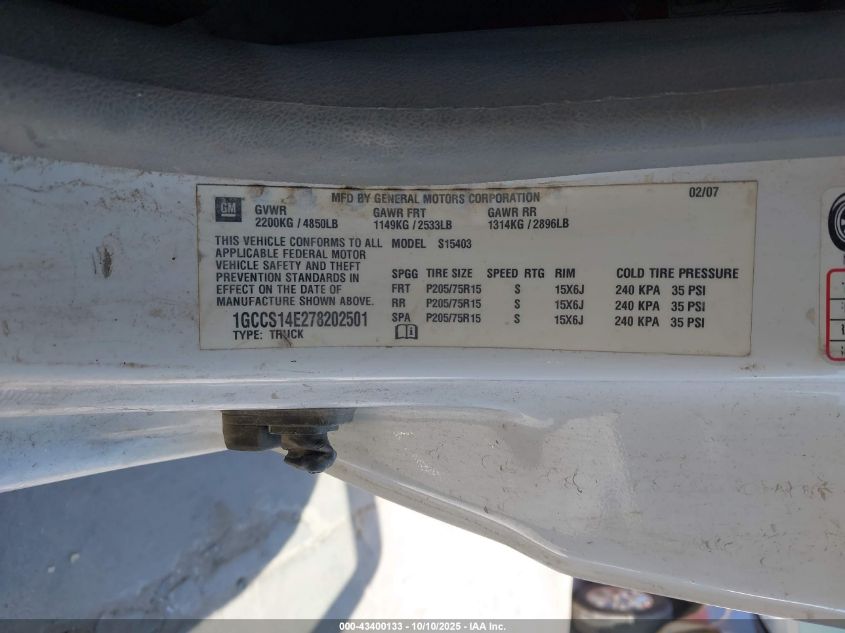 MFD BY GENERAL MOTORS CORPORATION 02/07
GM
GVWR GAWR FRT GAWR RR
2200KG / 4850LB 1149KG / 2533LB 1314KG / 2896LB
THIS VEHICLE CONFORMS TO ALL MODEL S15403
APPLICABLE FEDERAL MOTOR
VEHICLE SAFETY AND THEFT
PREVENTION STANDARDS IN
EFFECT ON THE DATE OF
MANUFACTURE SHOWN ABOVE.
1GCCS14E278202501
TYPE: TRUCK
SPGG TIRE SIZE SPEED RTG RIM COLD TIRE PRESSURE
FRT P205/75R15 S 15X6J 240 KPA 35 PSI
RR P205/75R15 S 15X6J 240 KPA 35 PSI
SPA P205/75R15 S 15X6J 240 KPA 35 PSI
000-43400133 - 10/10/2025 - IAA Inc.